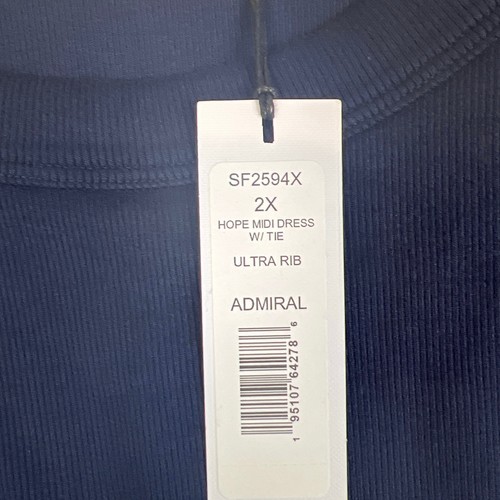 SF2594X
2X
HOPE MIDI DRESS
W/ TIE
ULTRA RIB
ADMIRAL
1 95107 64278 6